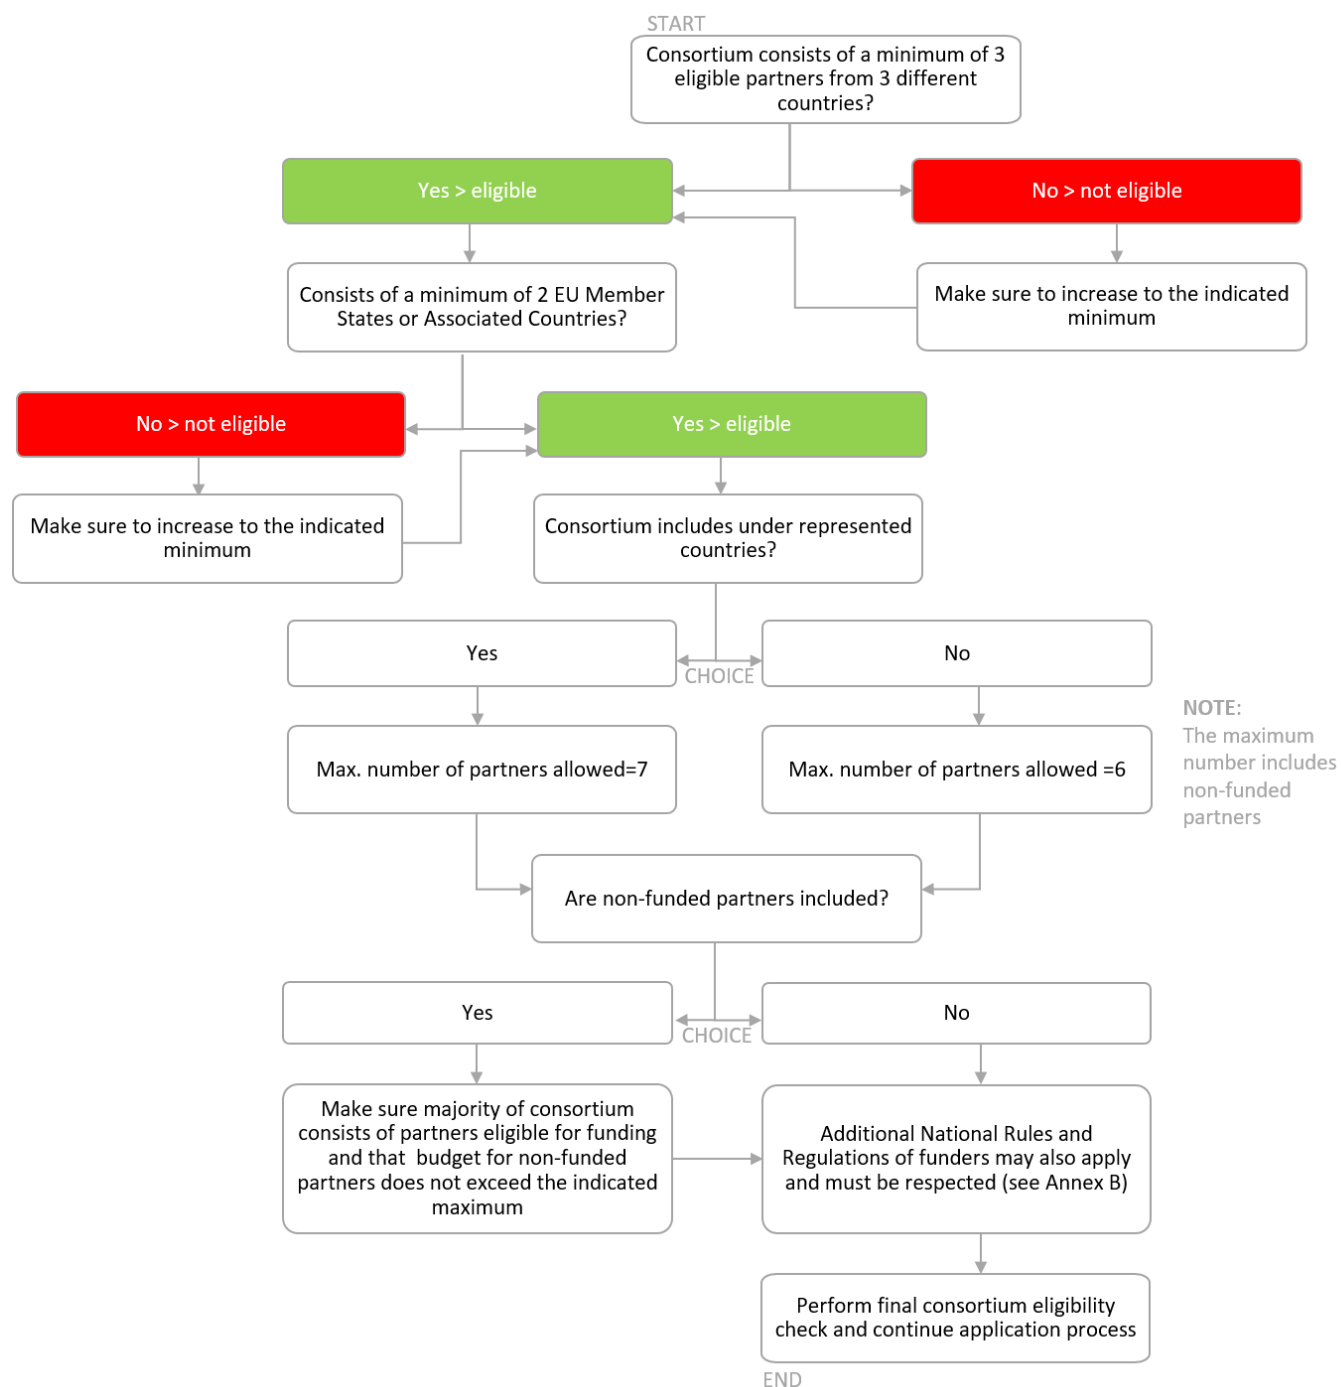 START
Consortium consists of a minimum of 3
eligible partners from 3 different
countries?
Yes > eligible
No > not eligible
Consists of a minimum of 2 EU Member
States or Associated Countries?
Make sure to increase to the indicated
minimum
No > not eligible
Yes > eligible
Make sure to increase to the indicated
minimum
Consortium includes under represented
countries?
Yes
No
CHOICE
Max. number of partners allowed=7
Max. number of partners allowed =6
NOTE:
The maximum
number includes
non-funded
partners
Are non-funded partners included?
Yes
No
CHOICE
Make sure majority of consortium
consists of partners eligible for funding
and that  budget for non-funded
partners does not exceed the indicated
maximum
Additional National Rules and
Regulations of funders may also apply
and must be respected (see Annex B)
Perform final consortium eligibility
check and continue application process
END